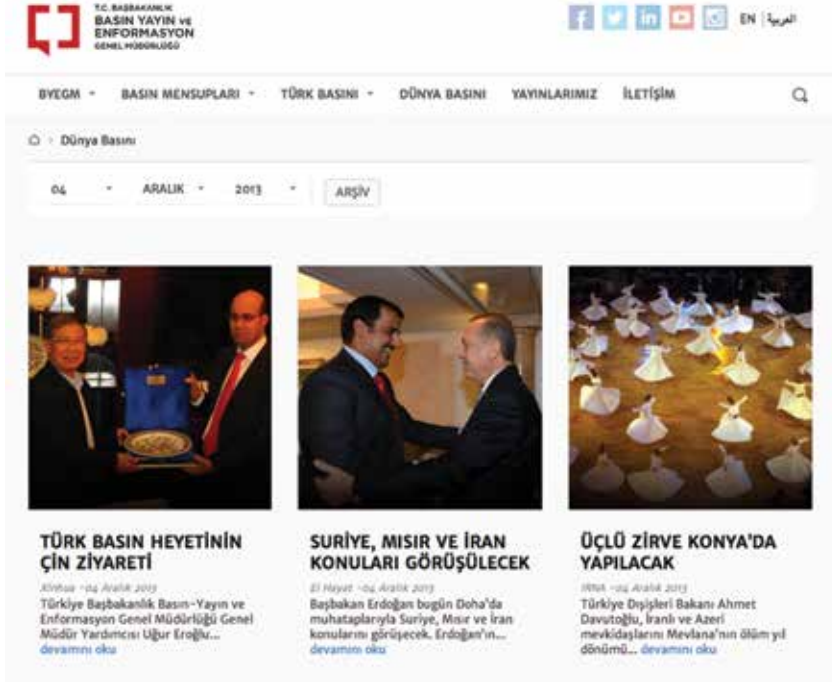 T.C. BAŞBAKANLIK
BASIN YAYIN VE
ENFORMASYON
GENEL MÜDÜRLÜĞÜ
EN | العربية
BYEGM
BASIN MENSUPLARI
TÜRK BASINI
DÜNYA BASINI
YAYINLARIMIZ
İLETİŞİM
Dünya Basını
04
ARALIK
2013
ARŞİV
TÜRK BASIN HEYETİNİN
ÇİN ZİYARETİ
Xinhua -04 Aralık 2013
Türkiye Başbakanlık Basın-Yayın ve
Enformasyon Genel Müdürlüğü Genel
Müdür Yardımcısı Uğur Eroğlu...
devamını oku
SURİYE, MISIR VE İRAN
KONULARI GÖRÜŞÜLECEK
El Hayat -04 Aralık 2013
Başbakan Erdoğan bugün Doha'da
muhataplarıyla Suriye, Mısır ve İran
konularını görüşecek. Erdoğan'ın...
devamını oku
ÜÇLÜ ZİRVE KONYA'DA
YAPILACAK
IRNA -04 Aralık 2013
Türkiye Dışişleri Bakanı Ahmet
Davutoğlu, İranlı ve Azeri
mevkidaşlarını Mevlana'nın ölüm yıl
dönümü... devamını oku